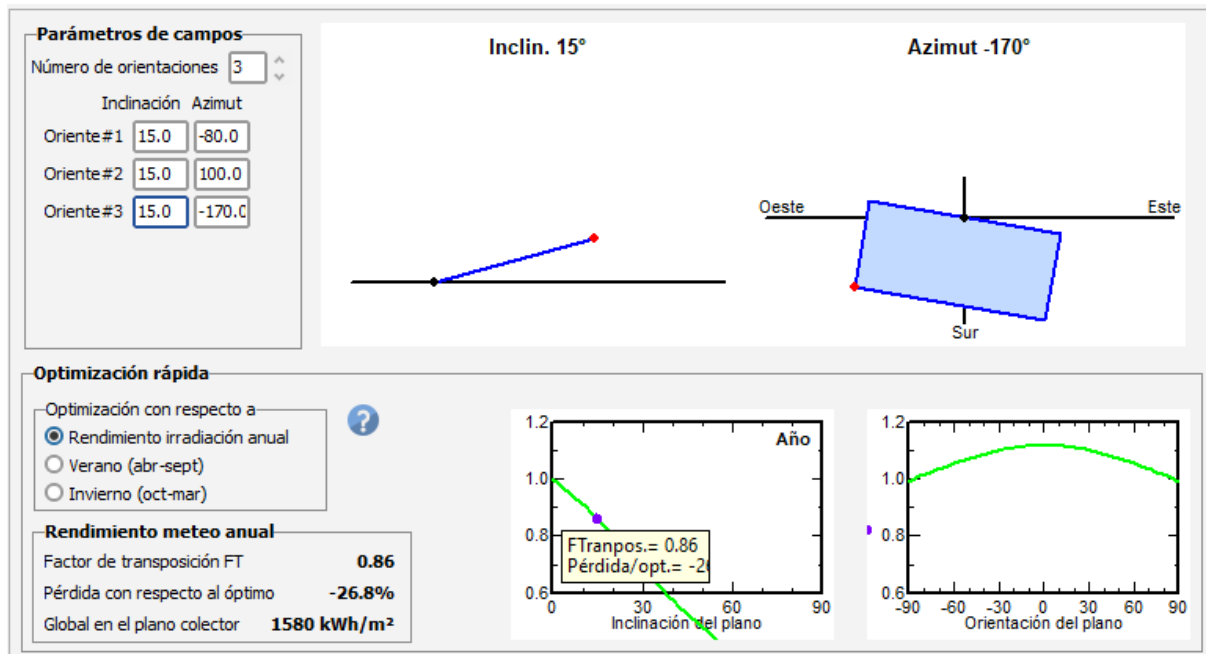 Parámetros de campos
Número de orientaciones 3
Inclinación Azimut
Oriente#1 15.0 -80.0
Oriente#2 15.0 100.0
Oriente#3 15.0 -170.0
Inclin. 15°
Azimut -170°
Oeste
Este
Sur
Optimización rápida
Optimización con respecto a
Rendimiento irradiación anual
Verano (abr-sept)
Invierno (oct-mar)
?
Rendimiento meteo anual
Factor de transposición FT 0.86
Pérdida con respecto al óptimo -26.8%
Global en el plano colector 1580 kWh/m²
1.2
1.0
0.8
0.6
Año
FTranpos.= 0.86
Pérdida/opt.= -2
0 30 60 90
Inclinación del plano
1.2
1.0
0.8
0.6
-90 -60 -30 0 30 60 90
Orientación del plano